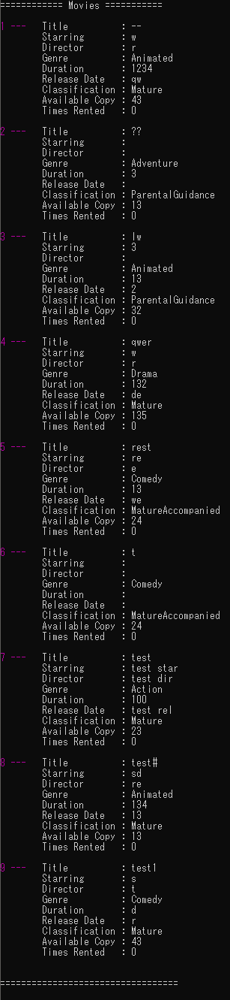 ============ Movies ===========
1 ---   Title          : --
        Starring       : w
        Director       : r
        Genre          : Animated
        Duration       : 1234
        Release Date   : qw
        Classification : Mature
        Available Copy : 43
        Times Rented   : 0
2 ---   Title          : ??
        Starring       :
        Director       :
        Genre          : Adventure
        Duration       : 3
        Release Date   :
        Classification : ParentalGuidance
        Available Copy : 13
        Times Rented   : 0
3 ---   Title          : lw
        Starring       : 3
        Director       :
        Genre          : Animated
        Duration       : 13
        Release Date   : 2
        Classification : ParentalGuidance
        Available Copy : 32
        Times Rented   : 0
4 ---   Title          : qwer
        Starring       : w
        Director       : r
        Genre          : Drama
        Duration       : 132
        Release Date   : de
        Classification : Mature
        Available Copy : 135
        Times Rented   : 0
5 ---   Title          : rest
        Starring       : re
        Director       : e
        Genre          : Comedy
        Duration       : 13
        Release Date   : we
        Classification : MatureAccompanied
        Available Copy : 24
        Times Rented   : 0
6 ---   Title          : t
        Starring       :
        Director       :
        Genre          : Comedy
        Duration       :
        Release Date   :
        Classification : MatureAccompanied
        Available Copy : 24
        Times Rented   : 0
7 ---   Title          : test
        Starring       : test star
        Director       : test dir
        Genre          : Action
        Duration       : 100
        Release Date   : test rel
        Classification : Mature
        Available Copy : 23
        Times Rented   : 0
8 ---   Title          : test#
        Starring       : sd
        Director       : re
        Genre          : Animated
        Duration       : 134
        Release Date   : 13
        Classification : Mature
        Available Copy : 13
        Times Rented   : 0
9 ---   Title          : test1
        Starring       : s
        Director       : t
        Genre          : Comedy
        Duration       : d
        Release Date   : r
        Classification : Mature
        Available Copy : 43
        Times Rented   : 0
==================================